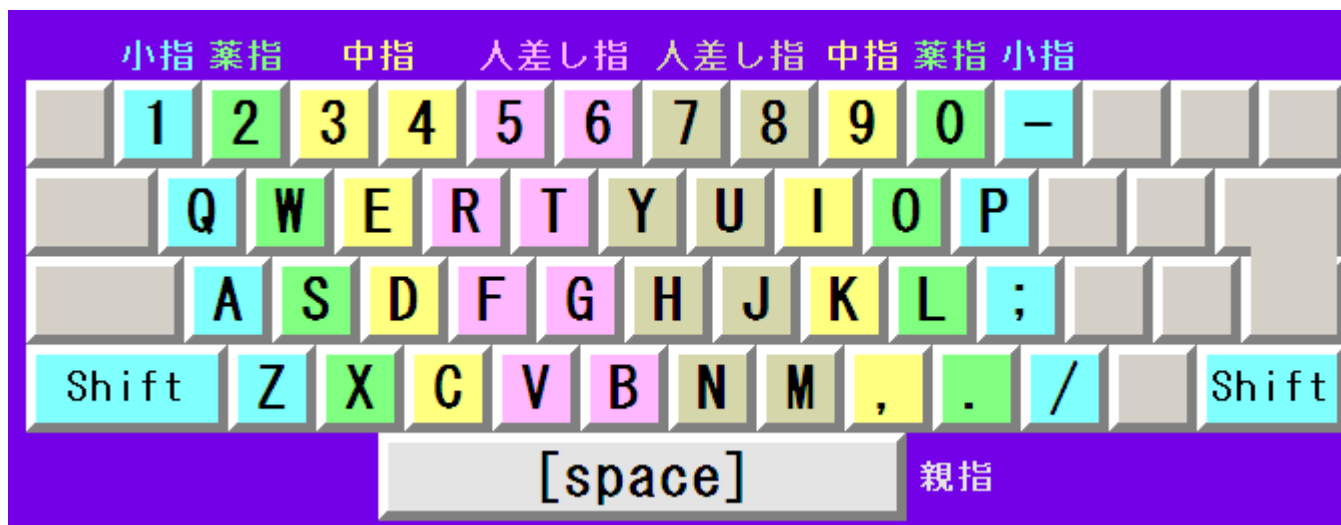 小指 薬指 中指 人差し指 人差し指 中指 薬指 小指
1 2 3 4 5 6 7 8 9 0 -
Q W E R T Y U I O P
A S D F G H J K L ;
Shift Z X C V B N M , . / Shift
[space] 親指